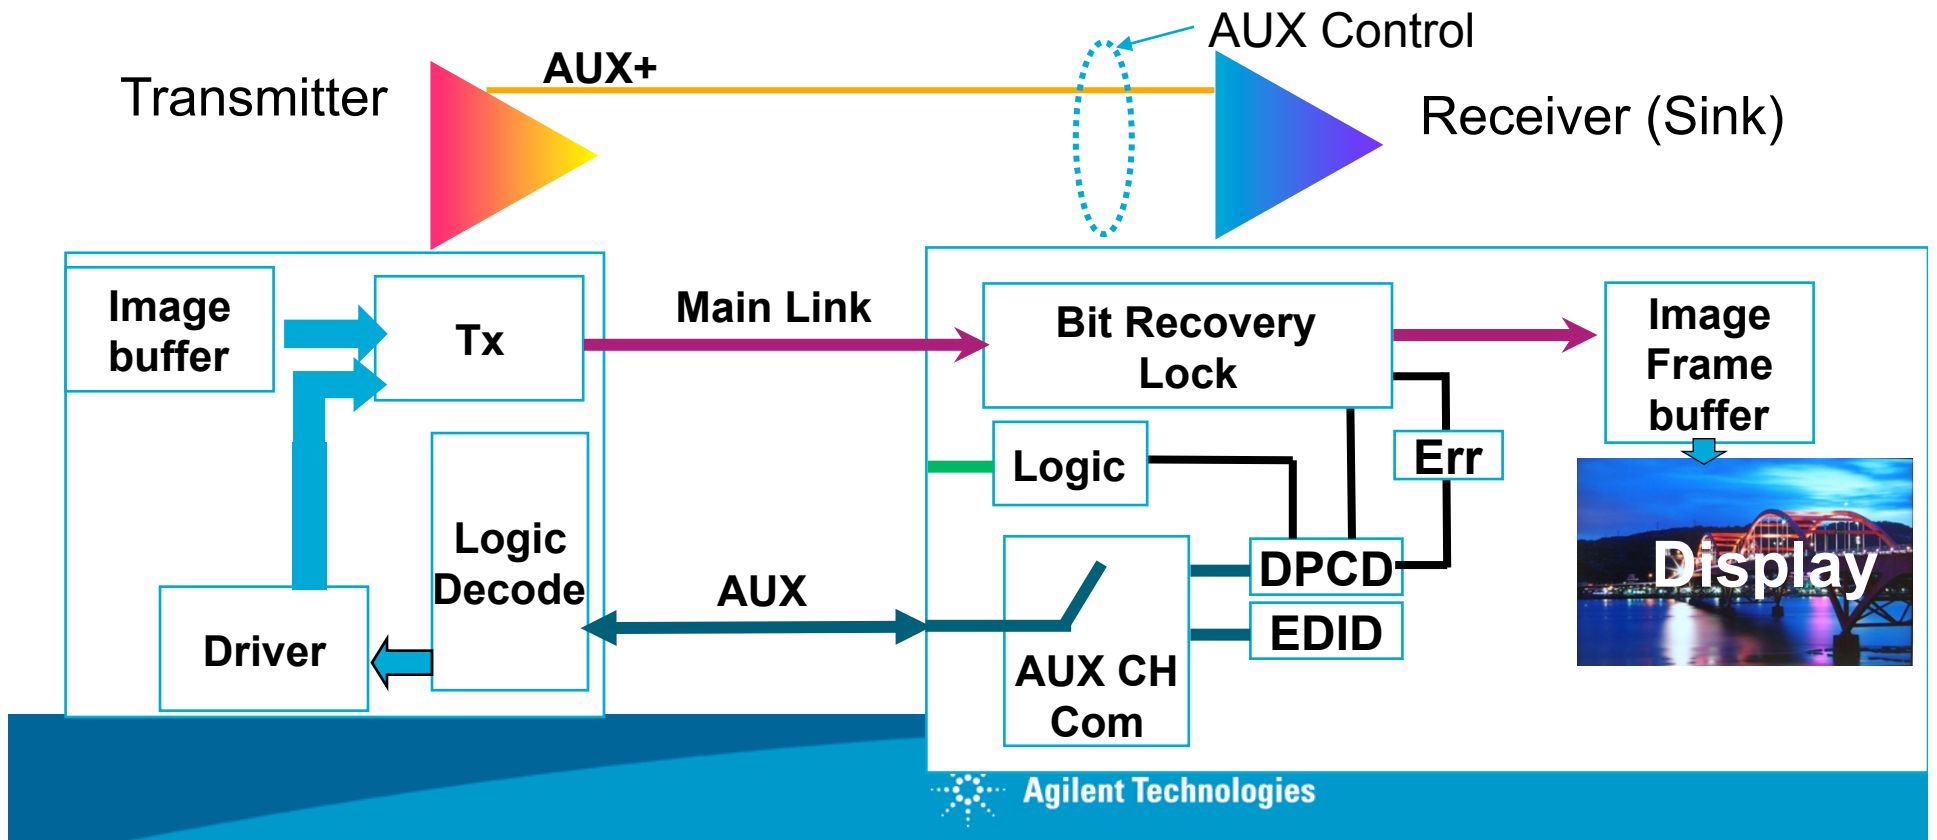 AUX Control
AUX+
Transmitter
Receiver (Sink)
Image
buffer
Tx
Main Link
Bit Recovery
Lock
Image
Frame
buffer
Logic
Err
Logic
Decode
AUX
DPCD
Display
Driver
EDID
AUX CH
Com
Agilent Technologies